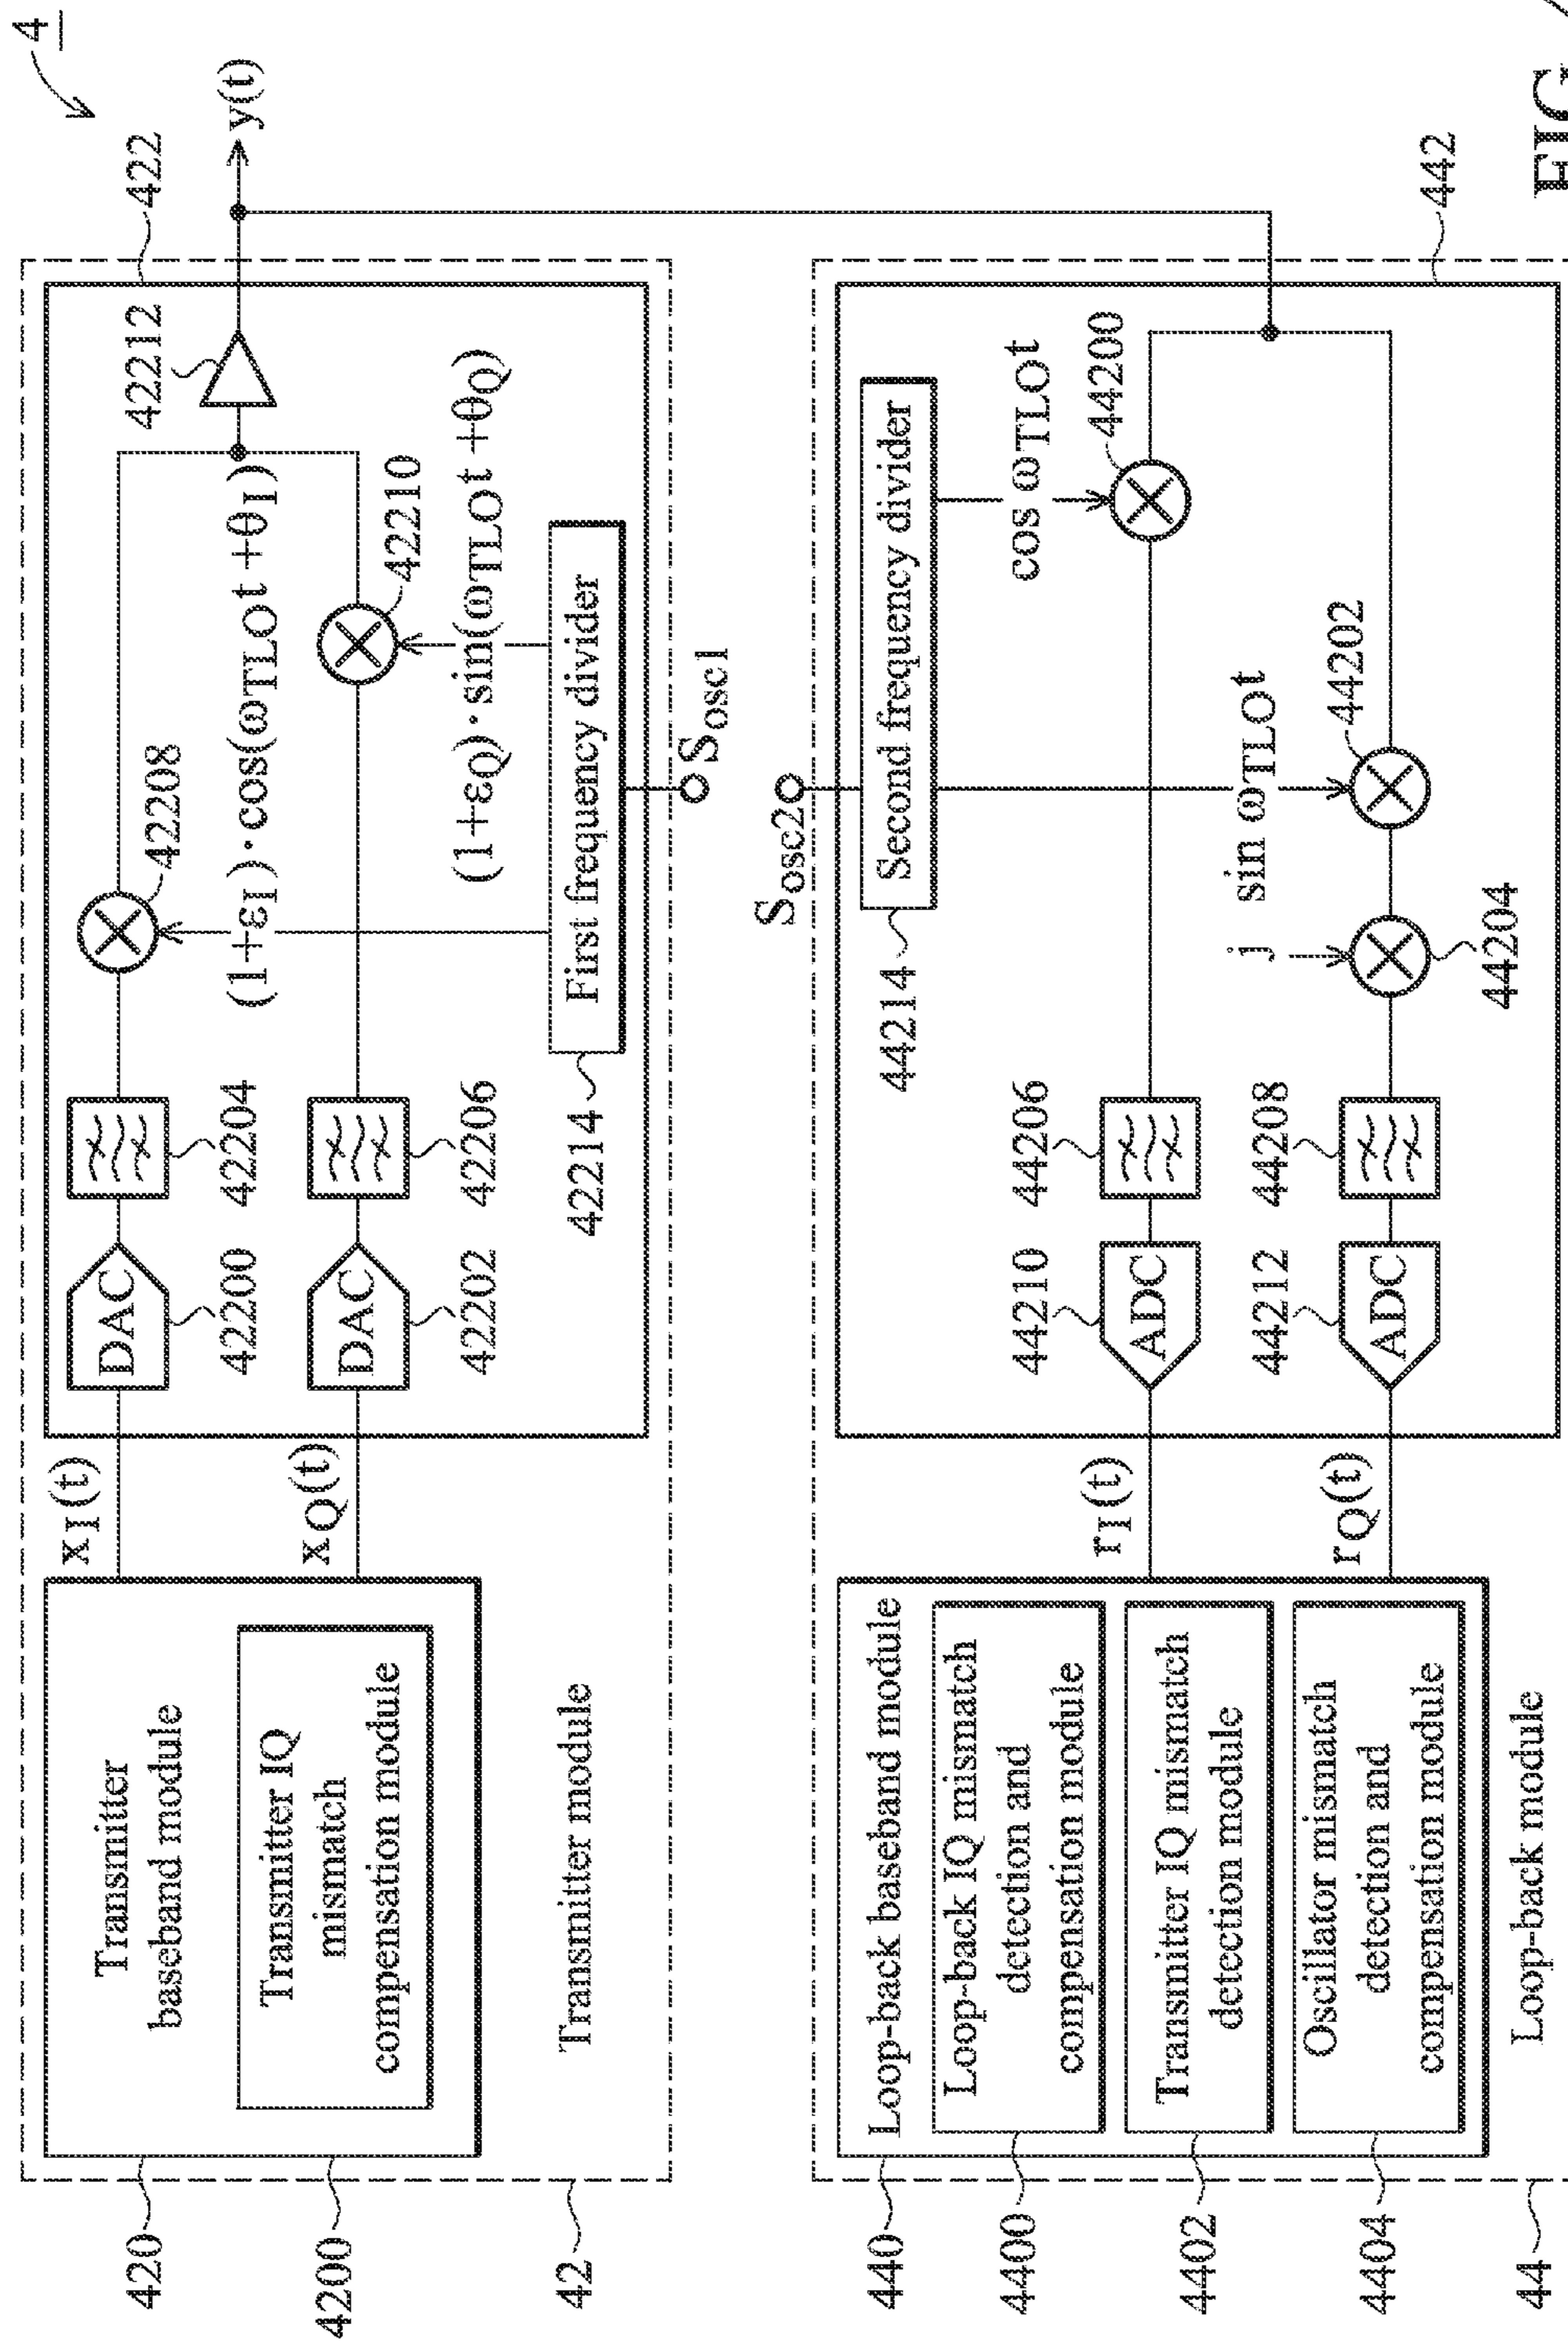 4
420
Transmitter
baseband module
4200
Transmitter IQ
mismatch
compensation module
42
Transmitter module
xI(t)
xQ(t)
DAC
42200
DAC
42202
42204
42206
42208
(1+εI)·cos(ωTLOt +θI)
42210
(1+εQ)·sin(ωTLOt +θQ)
First frequency divider
42214
42212
422
y(t)
Sosc1
Sosc2
440
Loop-back baseband module
4400
Loop-back IQ mismatch
detection and
compensation module
4402
Transmitter IQ mismatch
detection module
4404
Oscillator mismatch
detection and
compensation module
44
Loop-back module
rI(t)
rQ(t)
44210
ADC
44212
ADC
44206
44208
44214
Second frequency divider
cos ωTLOt
44200
sin ωTLOt
44202
j
44204
442
FIG